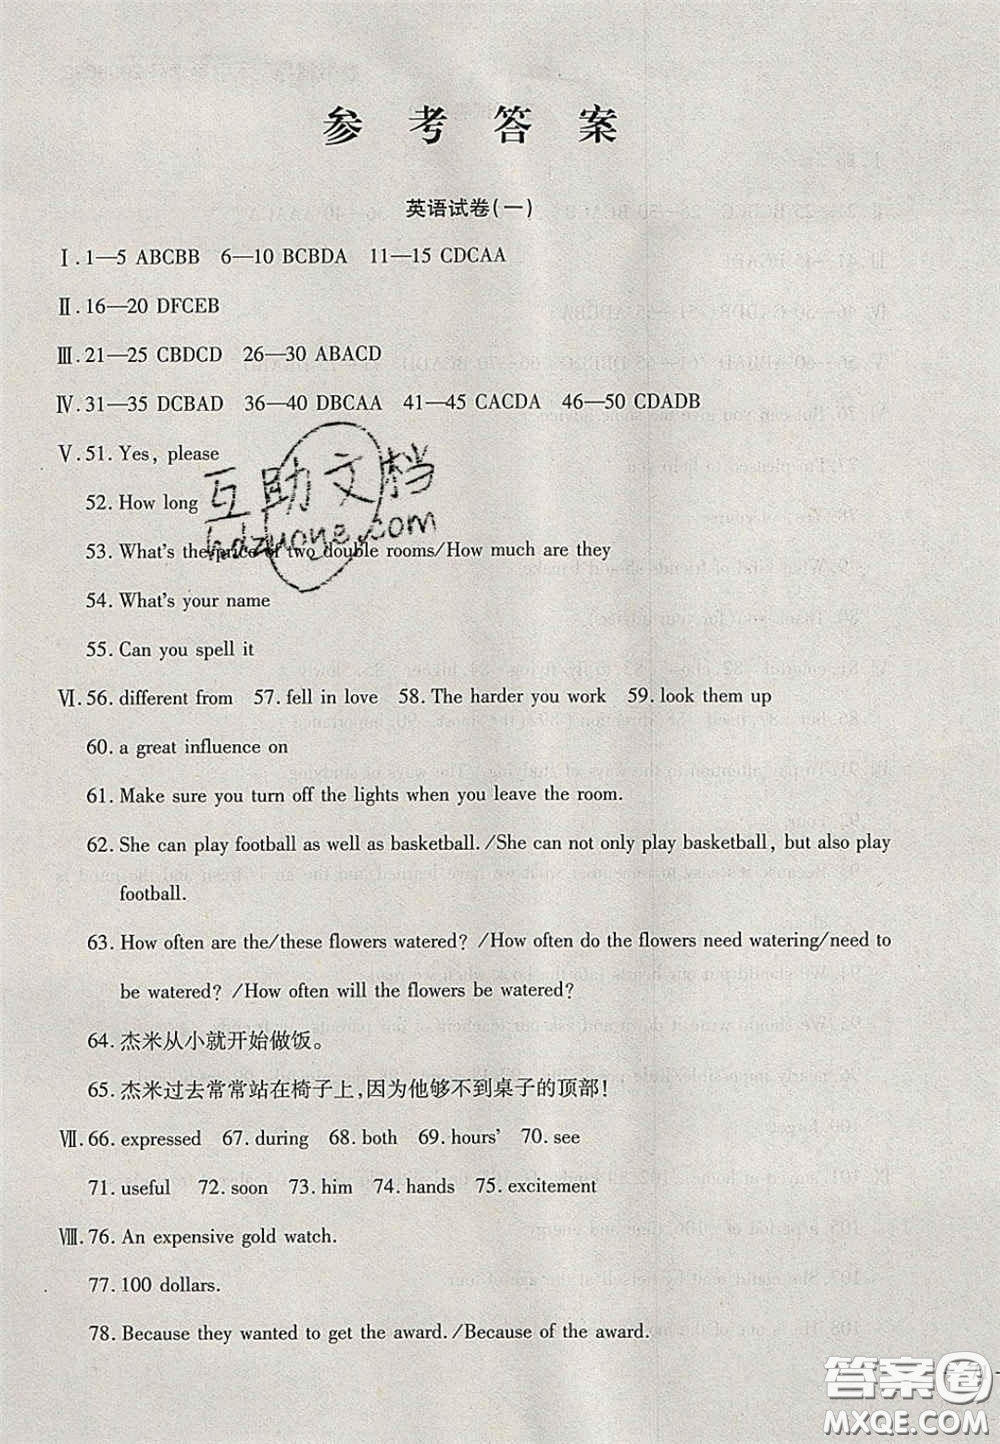 参考答案
英语试卷(一)
Ⅰ.1—5 ABCBB 6—10 BCBDA 11—15 CDCAA
Ⅱ.16—20 DFCEB
Ⅲ.21—25 CBDCD 26—30 ABACD
Ⅳ.31—35 DCBAD 36—40 DBCAA 41—45 CACDA 46—50 CDADB
Ⅴ.51. Yes, please
52. How long
53. What's the price of two double rooms/How much are they
54. What's your name
55. Can you spell it
Ⅵ.56. different from 57. fell in love 58. The harder you work 59. look them up
60. a great influence on
61. Make sure you turn off the lights when you leave the room.
62. She can play football as well as basketball./She can not only play basketball, but also play
football.
63. How often are the/these flowers watered? /How often do the flowers need watering/need to
be watered? /How often will the flowers be watered?
64. 杰米从小就开始做饭。
65. 杰米过去常常站在椅子上,因为他够不到桌子的顶部!
Ⅶ.66. expressed 67. during 68. both 69. hours' 70. see
71. useful 72. soon 73. him 74. hands 75. excitement
Ⅷ.76. An expensive gold watch.
77. 100 dollars.
78. Because they wanted to get the award./Because of the award.
互助文档
hdzuone.com
答案卷
MXQE.COM